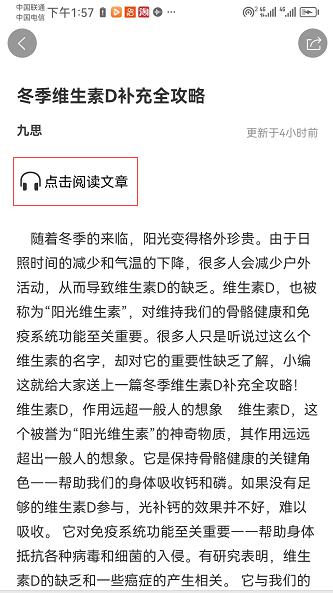 中国联通
中国电信
下午1:57
冬季维生素D补充全攻略
九思
更新于4小时前
点击阅读文章
随着冬季的来临，阳光变得格外珍贵。由于日
照时间的减少和气温的下降，很多人会减少户外
活动，从而导致维生素D的缺乏。维生素D，也被
称为“阳光维生素”，对维持我们的骨骼健康和免
疫系统功能至关重要。很多人只是听说过这么个
维生素的名字，却对它的重要性缺乏了解，小编
这就给大家送上一篇冬季维生素D补充全攻略！
维生素D，作用远超一般人的想象　维生素D，这
个被誉为“阳光维生素”的神奇物质，其作用远远
超出一般人的想象。它是保持骨骼健康的关键角
色一一帮助我们的身体吸收钙和磷。如果没有足
够的维生素D参与，光补钙的效果并不好，难以
吸收。 它对免疫系统功能至关重要一一帮助身体
抵抗各种病毒和细菌的入侵。有研究表明，维生
素D的缺乏和一些癌症的产生相关。 它与我们的